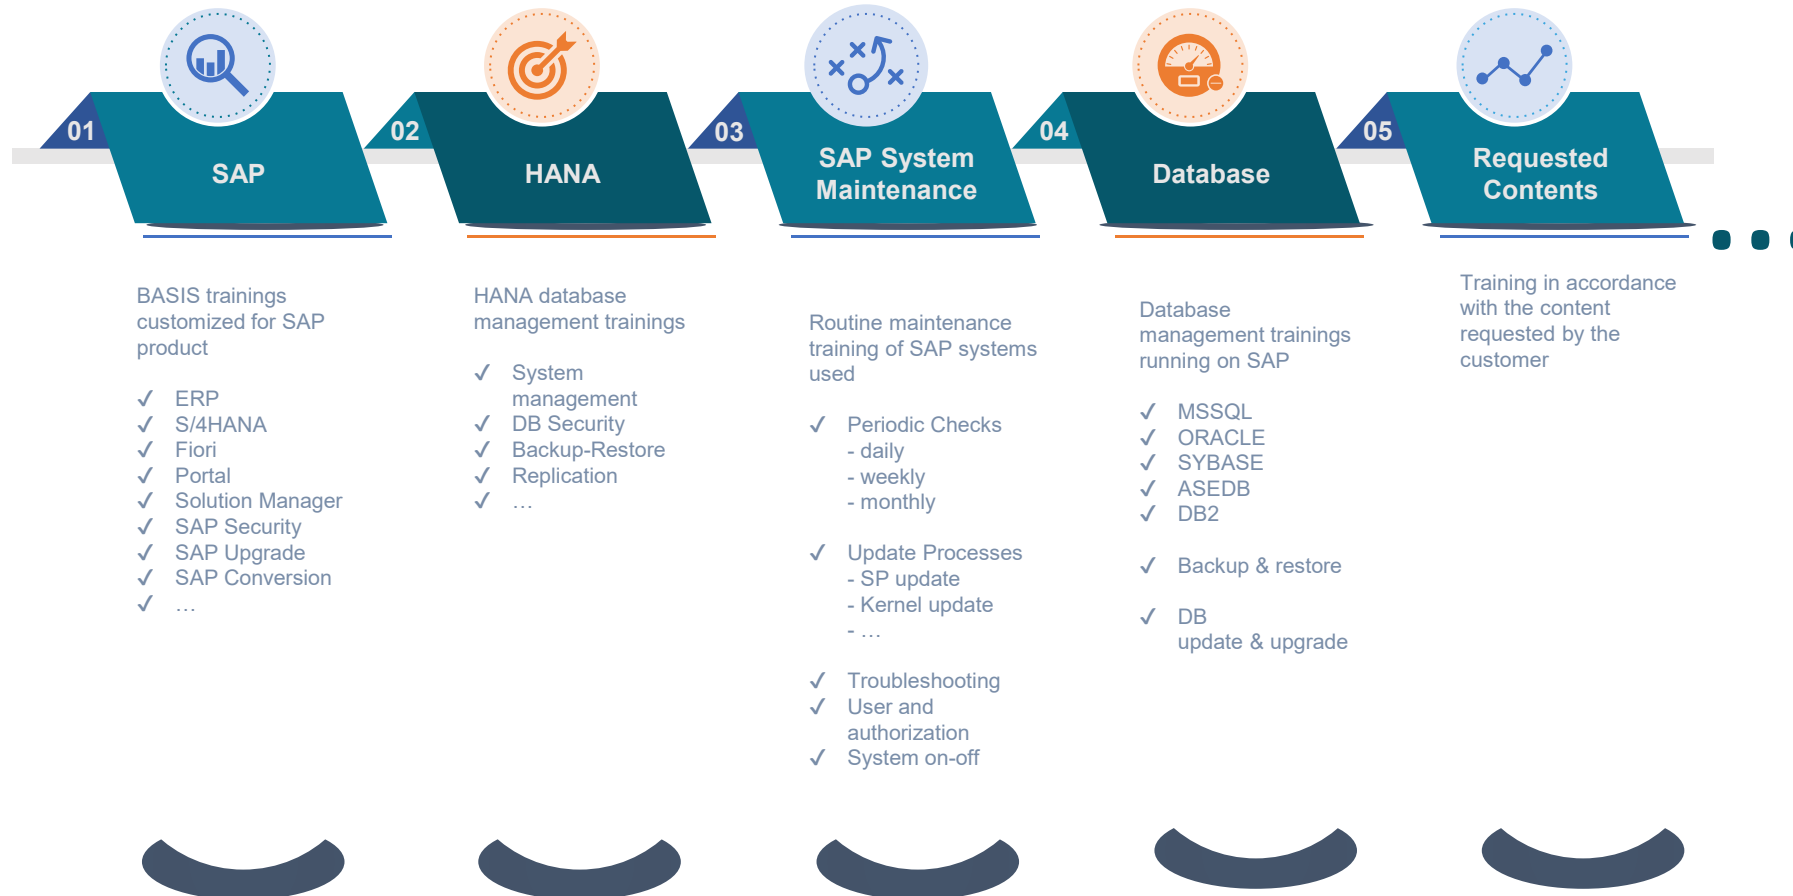 01
SAP
02
HANA
03
SAP System
Maintenance
04
Database
05
Requested
Contents
BASIS trainings
customized for SAP
product
✓ ERP
✓ S/4HANA
✓ Fiori
✓ Portal
✓ Solution Manager
✓ SAP Security
✓ SAP Upgrade
✓ SAP Conversion
✓ …
HANA database
management trainings
✓ System
management
✓ DB Security
✓ Backup-Restore
✓ Replication
✓ …
Routine maintenance
training of SAP systems
used
✓ Periodic Checks
- daily
- weekly
- monthly
✓ Update Processes
- SP update
- Kernel update
- …
✓ Troubleshooting
✓ User and
authorization
✓ System on-off
Database
management trainings
running on SAP
✓ MSSQL
✓ ORACLE
✓ SYBASE
✓ ASEDB
✓ DB2
✓ Backup & restore
✓ DB
update & upgrade
Training in accordance
with the content
requested by the
customer